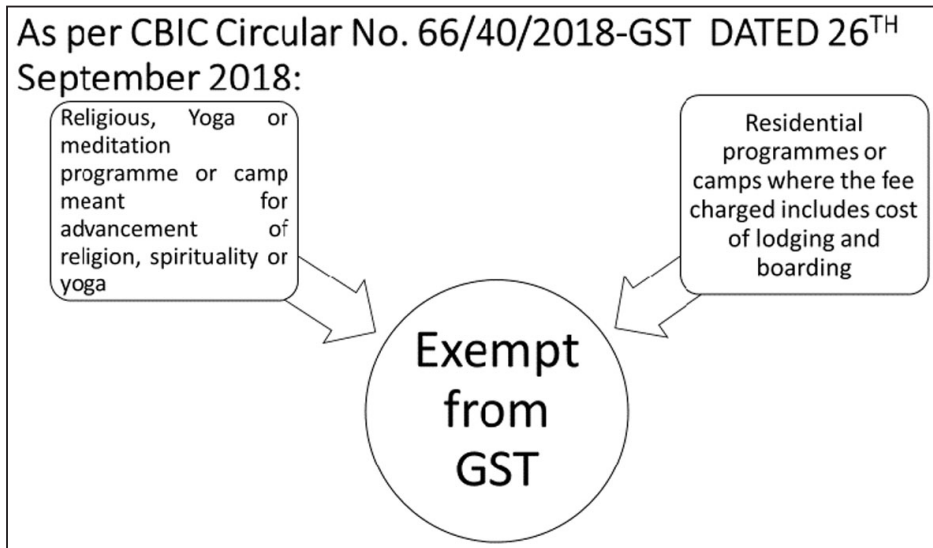 As per CBIC Circular No. 66/40/2018-GST DATED 26TH
September 2018:
Religious, Yoga or
meditation
programme or camp
meant for
advancement of
religion, spirituality or
yoga
Residential
programmes or
camps where the fee
charged includes cost
of lodging and
boarding
Exempt
from
GST